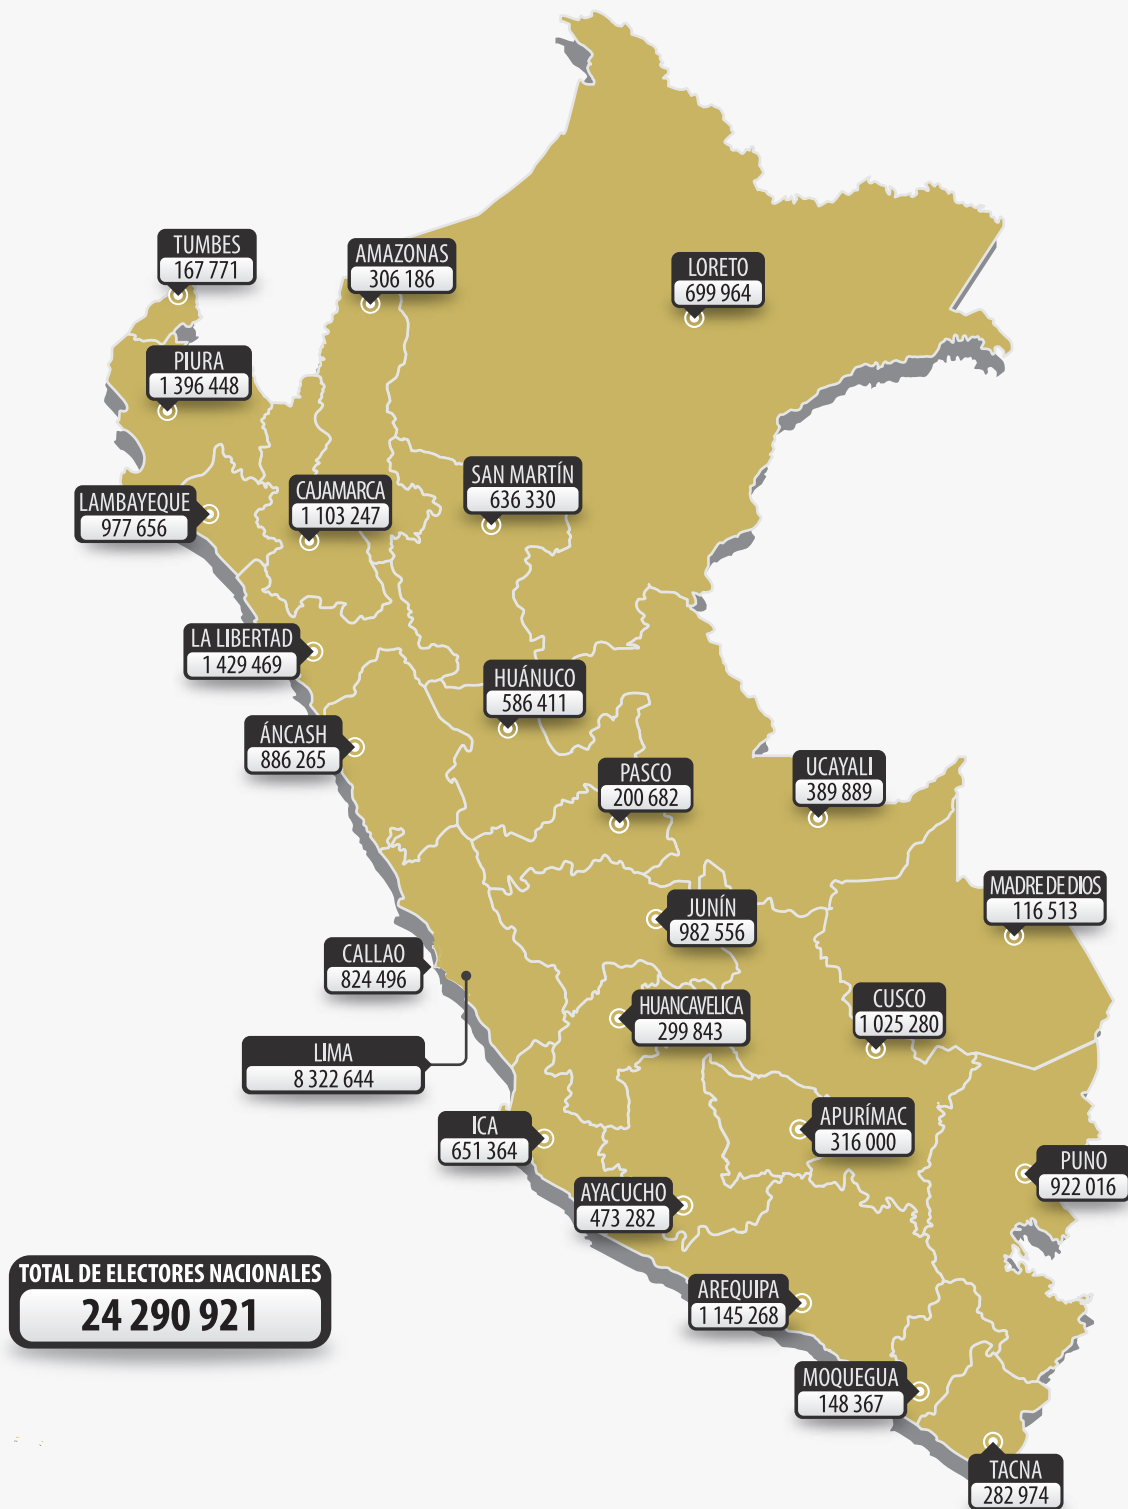 TUMBES
167 771
AMAZONAS
306 186
LORETO
699 964
PIURA
1 396 448
SAN MARTÍN
636 330
CAJAMARCA
1 103 247
LAMBAYEQUE
977 656
LA LIBERTAD
1 429 469
HUÁNUCO
586 411
ÁNCASH
886 265
PASCO
200 682
UCAYALI
389 889
MADRE DE DIOS
116 513
JUNÍN
982 556
CALLAO
824 496
HUANCAVELICA
299 843
CUSCO
1 025 280
LIMA
8 322 644
ICA
651 364
APURÍMAC
316 000
PUNO
922 016
AYACUCHO
473 282
TOTAL DE ELECTORES NACIONALES
24 290 921
AREQUIPA
1 145 268
MOQUEGUA
148 367
TACNA
282 974